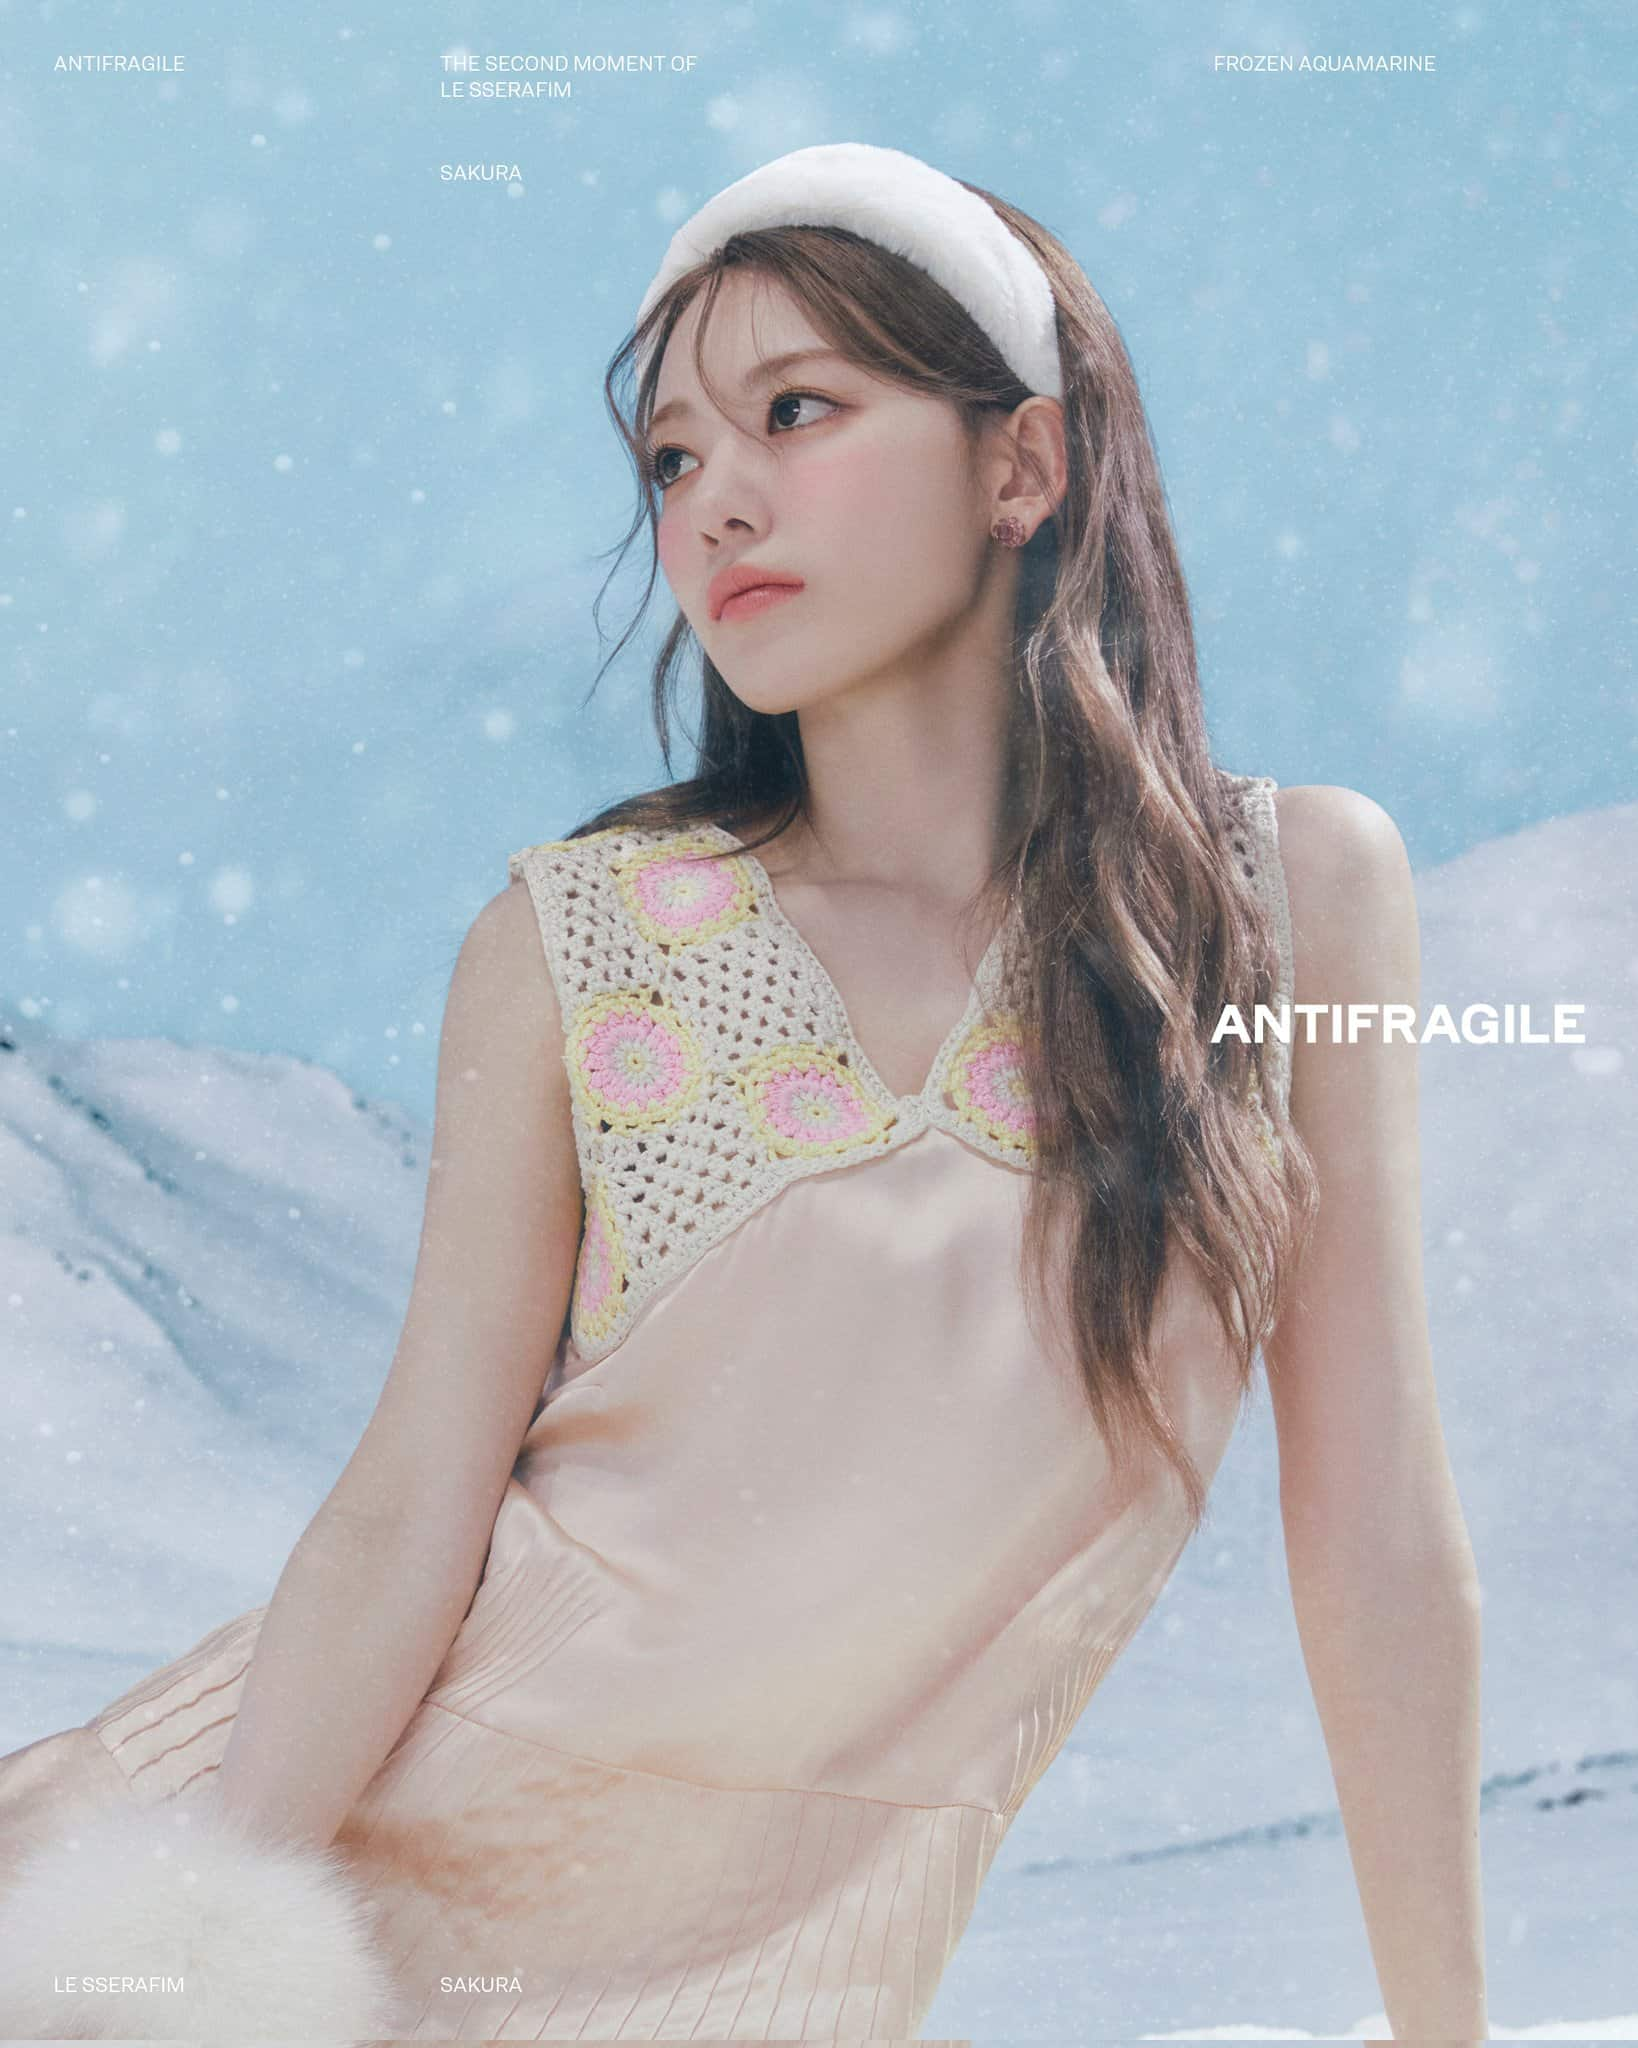 ANTIFRAGILE
THE SECOND MOMENT OF
LE SSERAFIM
FROZEN AQUAMARINE
SAKURA
ANTIFRAGILE
LE SSERAFIM
SAKURA